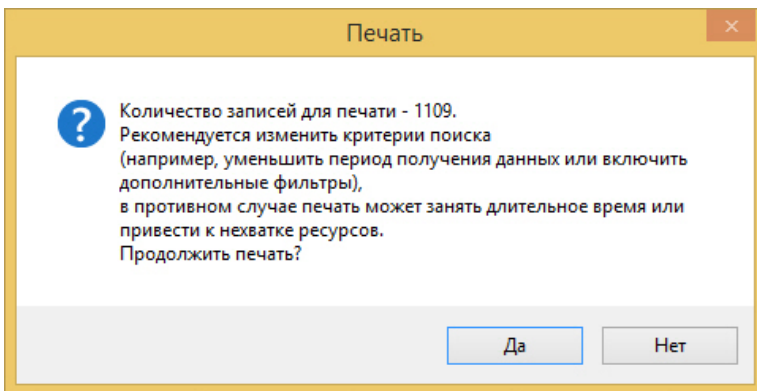 Печать
Количество записей для печати - 1109.
Рекомендуется изменить критерии поиска
(например, уменьшить период получения данных или включить
дополнительные фильтры),
в противном случае печать может занять длительное время или
привести к нехватке ресурсов.
Продолжить печать?
Да
Нет